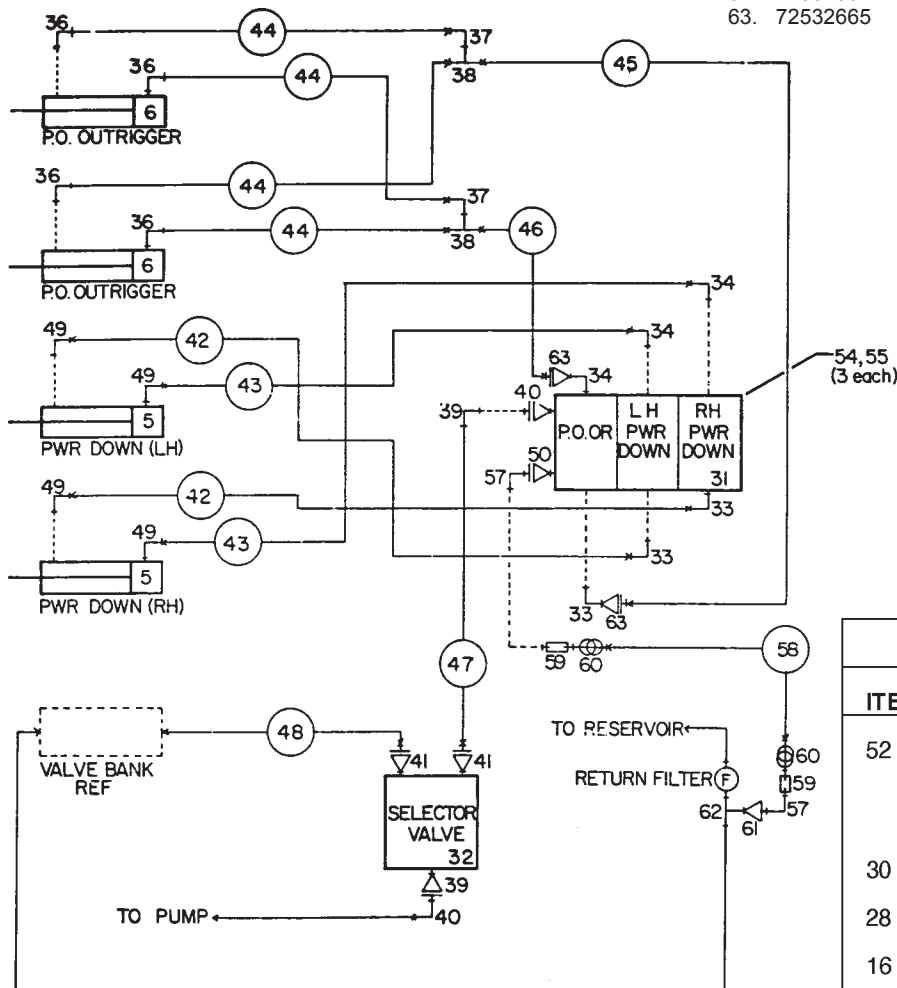 63. 72532665
36
44
37
36
44
38
45
6
P.O. OUTRIGGER
36
44
37
36
44
38
46
6
P.O. OUTRIGGER
34
49
42
34
49
43
63
34
54, 55
(3 each)
39
40
P.O.OR
LH
PWR
DOWN
RH
PWR
DOWN
31
5
PWR DOWN (LH)
57
50
49
42
33
49
43
33
5
PWR DOWN (RH)
33
63
47
59
60
58
48
TO RESERVOIR
VALVE BANK
REF
41
41
RETURN FILTER
F
60
59
SELECTOR
VALVE
32
62
61
57
39
TO PUMP
40
ITE
52
30
28
16